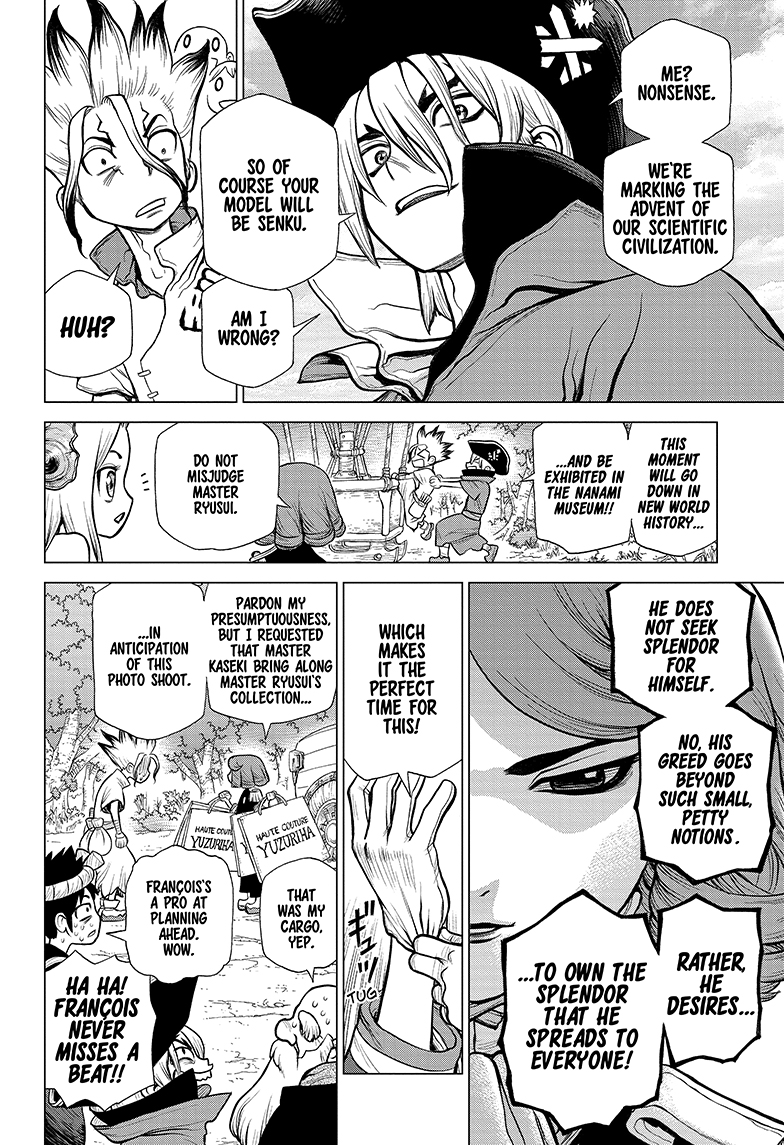 ME?
NONSENSE.
WE'RE
MARKING THE
ADVENT OF
OUR SCIENTIFIC
CIVILIZATION.
SO OF
COURSE YOUR
MODEL WILL
BE SENKU.
AM I
WRONG?
HUH?
THIS
MOMENT
WILL GO
DOWN IN
NEW WORLD
HISTORY...
...AND BE
EXHIBITED IN
THE NANAMI
MUSEUM!!
DO NOT
MISJUDGE
MASTER
RYUSUI.
HE DOES
NOT SEEK
SPLENDOR
FOR
HIMSELF.
NO, HIS
GREED GOES
BEYOND
SUCH SMALL,
PETTY
NOTIONS.
RATHER,
HE
DESIRES...
...TO OWN THE
SPLENDOR
THAT HE
SPREADS TO
EVERYONE!
WHICH
MAKES
IT THE
PERFECT
TIME FOR
THIS!
ギュッ
TUG
PARDON MY
PRESUMPTUOUSNESS,
BUT I REQUESTED
THAT MASTER
KASEKI BRING ALONG
MASTER RYUSUI'S
COLLECTION...
...IN
ANTICIPATION
OF THIS
PHOTO SHOOT.
HAUTE COUTU
YUZURIHA
HAUTE COUTURE
YUZURIHA
THAT
WAS MY
CARGO,
YEP.
FRANÇOIS'S
A PRO AT
PLANNING
AHEAD.
WOW.
HA HA!
FRANÇOIS
NEVER
MISSES A
BEAT!!